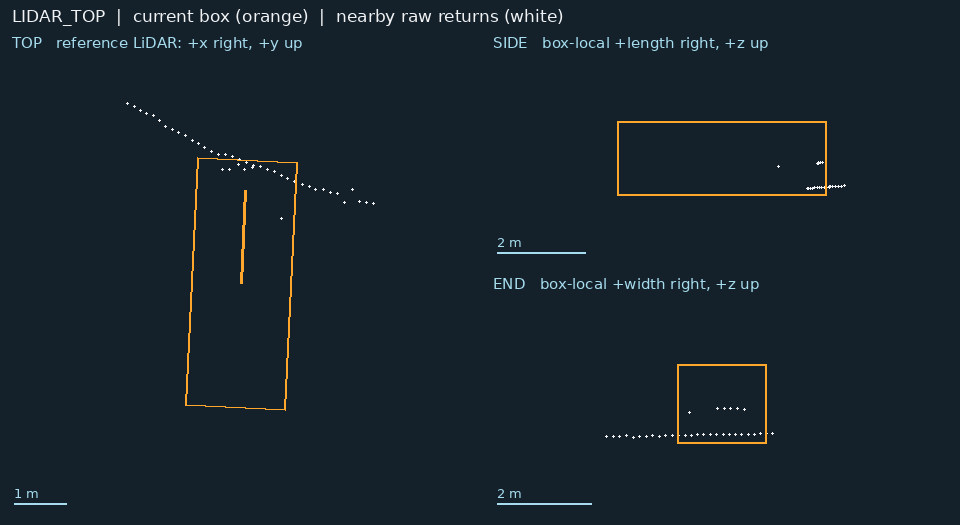 LIDAR_TOP | current box (orange) | nearby raw returns (white)
TOP reference LiDAR: +x right, +y up
SIDE box-local +length right, +z up
2 m
END box-local +width right, +z up
1 m
2 m